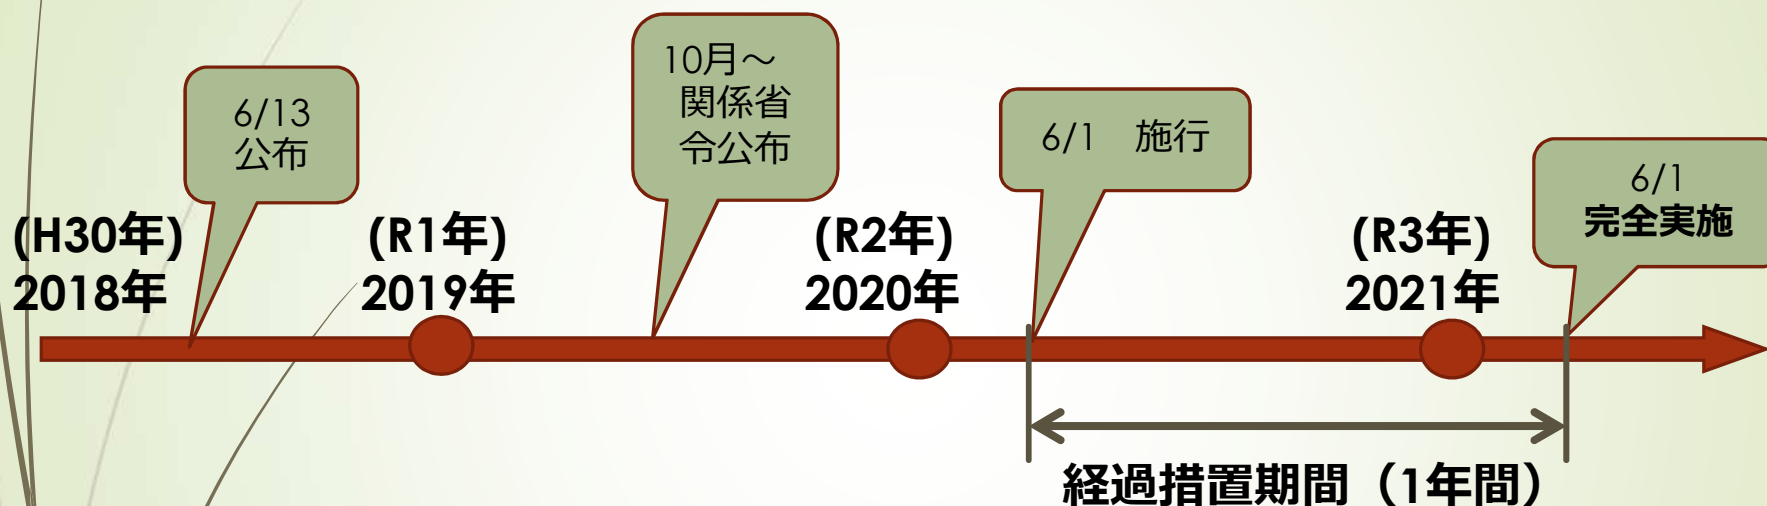 6/13
公布
10月～
関係省
令公布
6/1　施行
6/1
完全実施
(H30年)
2018年
(R1年)
2019年
(R2年)
2020年
(R3年)
2021年
経過措置期間（1年間）